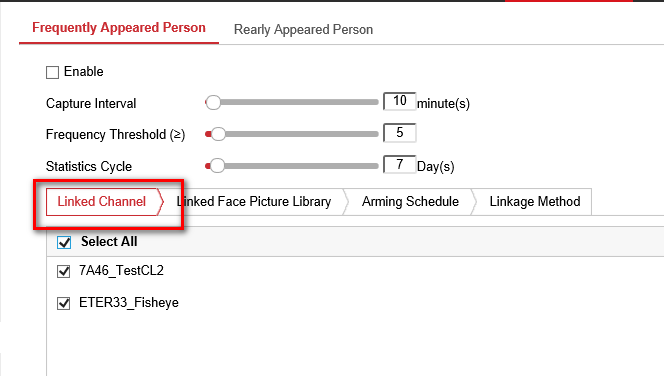 Frequently Appeared Person Rearly Appeared Person
Enable
Capture Interval 10 minute(s)
Frequency Threshold (≥) 5
Statistics Cycle 7 Day(s)
Linked Channel Linked Face Picture Library Arming Schedule Linkage Method
Select All
7A46_TestCL2
ETER33_Fisheye